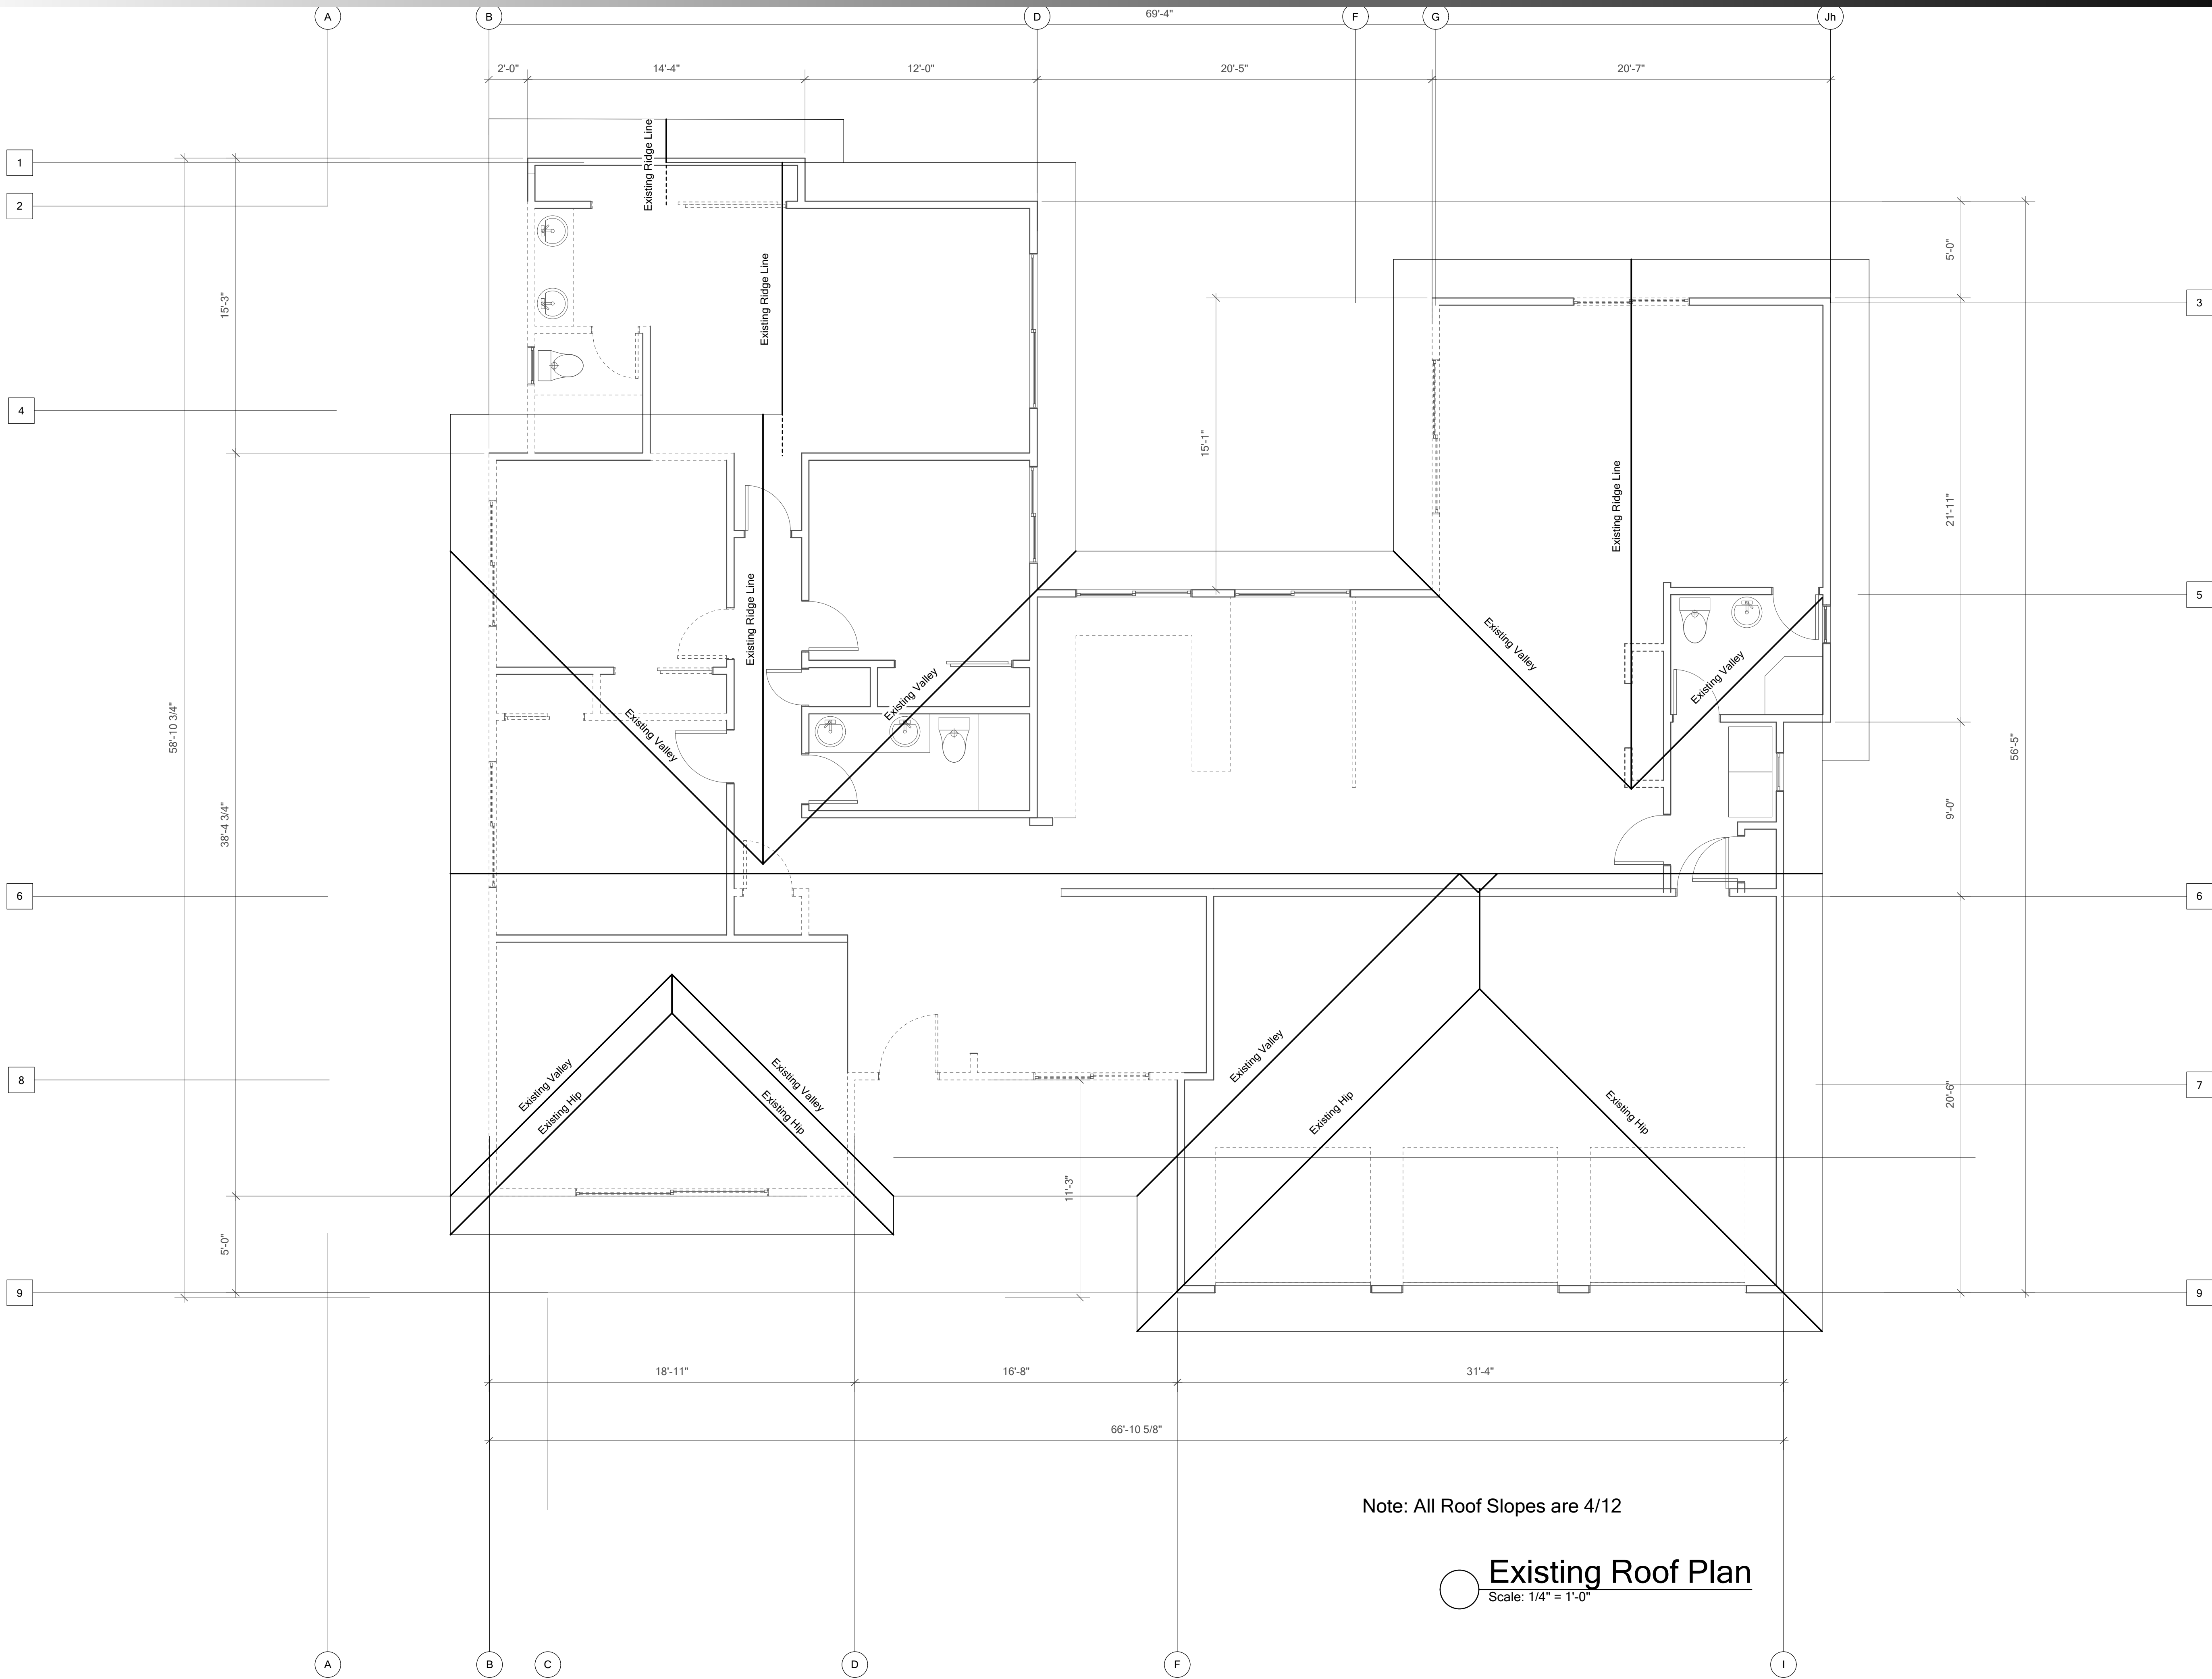 A
B
D
F
G
Jh
69'-4"
2'-0"
14'-4"
12'-0"
20'-5"
20'-7"
1
2
3
4
5
6
6
7
8
9
9
Existing Ridge Line
Existing Ridge Line
Existing Ridge Line
Existing Ridge Line
15'-3"
5'-0"
15'-1"
21'-11"
58'-10 3/4"
38'-4 3/4"
56'-5"
9'-0"
20'-6"
5'-0"
11'-3"
Existing Valley
Existing Valley
Existing Valley
Existing Valley
Existing Valley
Existing Hip
Existing Valley
Existing Hip
Existing Valley
Existing Hip
Existing Hip
18'-11"
16'-8"
31'-4"
66'-10 5/8"
Note: All Roof Slopes are 4/12
Existing Roof Plan
Scale: 1/4" = 1'-0"
A
B
C
D
F
I